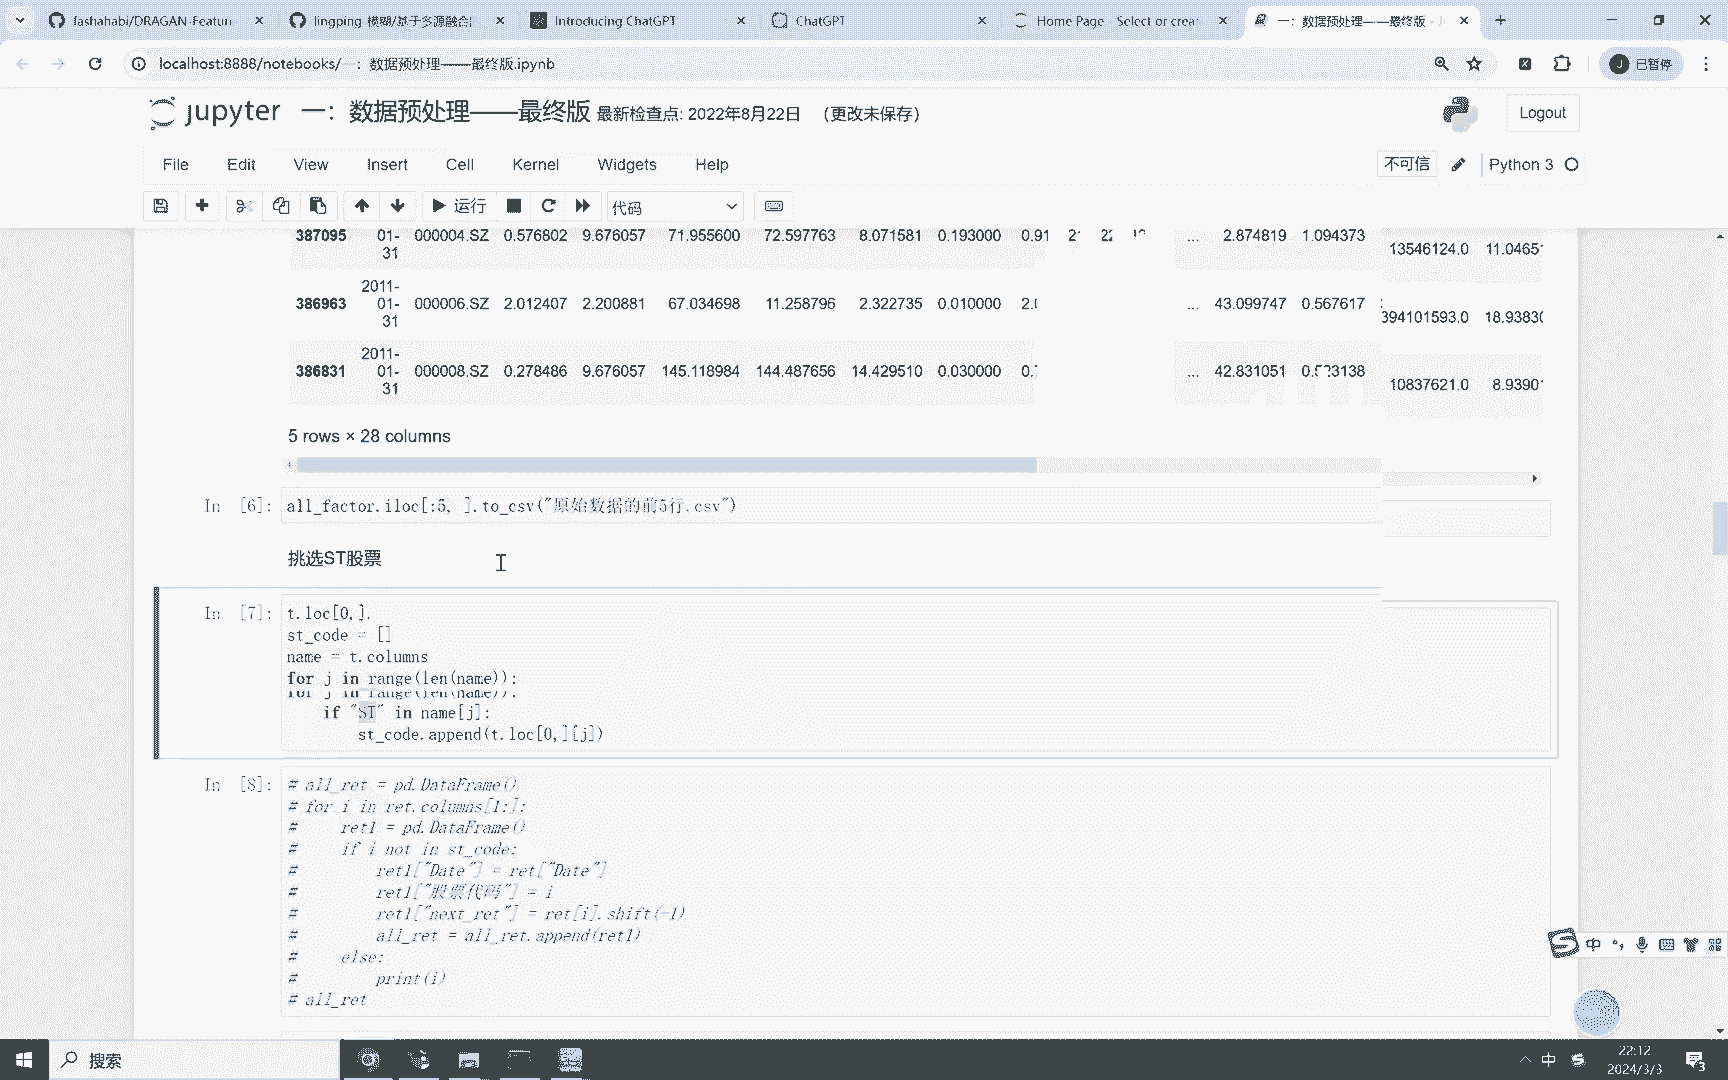 fashahabi/DRAGAN-Featur
lingping-模糊/基于多源融合
Introducing ChatGPT
ChatGPT
Home Page - Select or crea
一：数据预处理——最终版 - J
localhost:8888/notebooks/一：数据预处理——最终版.ipynb
J 已暂停
jupyter 一：数据预处理——最终版 最新检查点: 2022年8月22日 （更改未保存）
Logout
File Edit View Insert Cell Kernel Widgets Help
不可信
Python 3
运行
代码
387095 01-31 000004.SZ 0.576802 9.676057 71.955600 72.597763 8.071581 0.193000 0.91 ... 2.874819 1.094373 13546124.0 11.0465
386963 2011-01-31 000006.SZ 2.012407 2.200881 67.034698 11.258796 2.322735 0.010000 2.0 ... 43.099747 0.567617 394101593.0 18.9383
386831 2011-01-31 000008.SZ 0.278486 9.676057 145.118984 144.487656 14.429510 0.030000 0. ... 42.831051 10837621.0 8.9390
5 rows × 28 columns
In [6]: all_factor.iloc[:5, ].to_csv("原始数据的前5行.csv")
挑选ST股票
In [7]: t.loc[0,].
st_code = []
name = t.columns
for j in range(len(name)):
for j in range(len(name)):
if "ST" in name[j]:
st_code.append(t.loc[0,][j])
In [8]: # all_ret = pd.DataFrame()
# for i in ret.columns[1:]:
# ret1 = pd.DataFrame()
# if i not in st_code:
# ret1["Date"] = ret["Date"]
# ret1["股票代码"] = i
# ret1["next_ret"] = ret[i].shift(-1)
# all_ret = all_ret.append(ret1)
# else:
# print(i)
# all_ret
中
搜索
中
22:12
2024/3/3
3